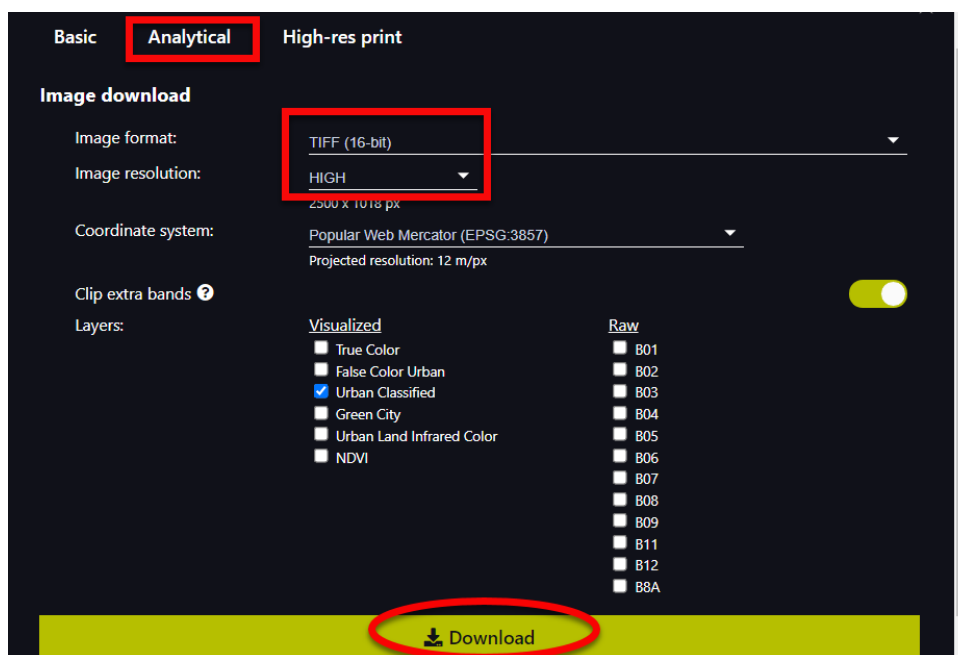 Basic Analytical High-res print
Image download
Image format: TIFF (16-bit)
Image resolution: HIGH
2500 x 1018 px
Coordinate system: Popular Web Mercator (EPSG:3857)
Projected resolution: 12 m/px
Clip extra bands ?
Layers: Visualized Raw
True Color B01
False Color Urban B02
Urban Classified B03
Green City B04
Urban Land Infrared Color B05
NDVI B06
B07
B08
B09
B11
B12
B8A
Download